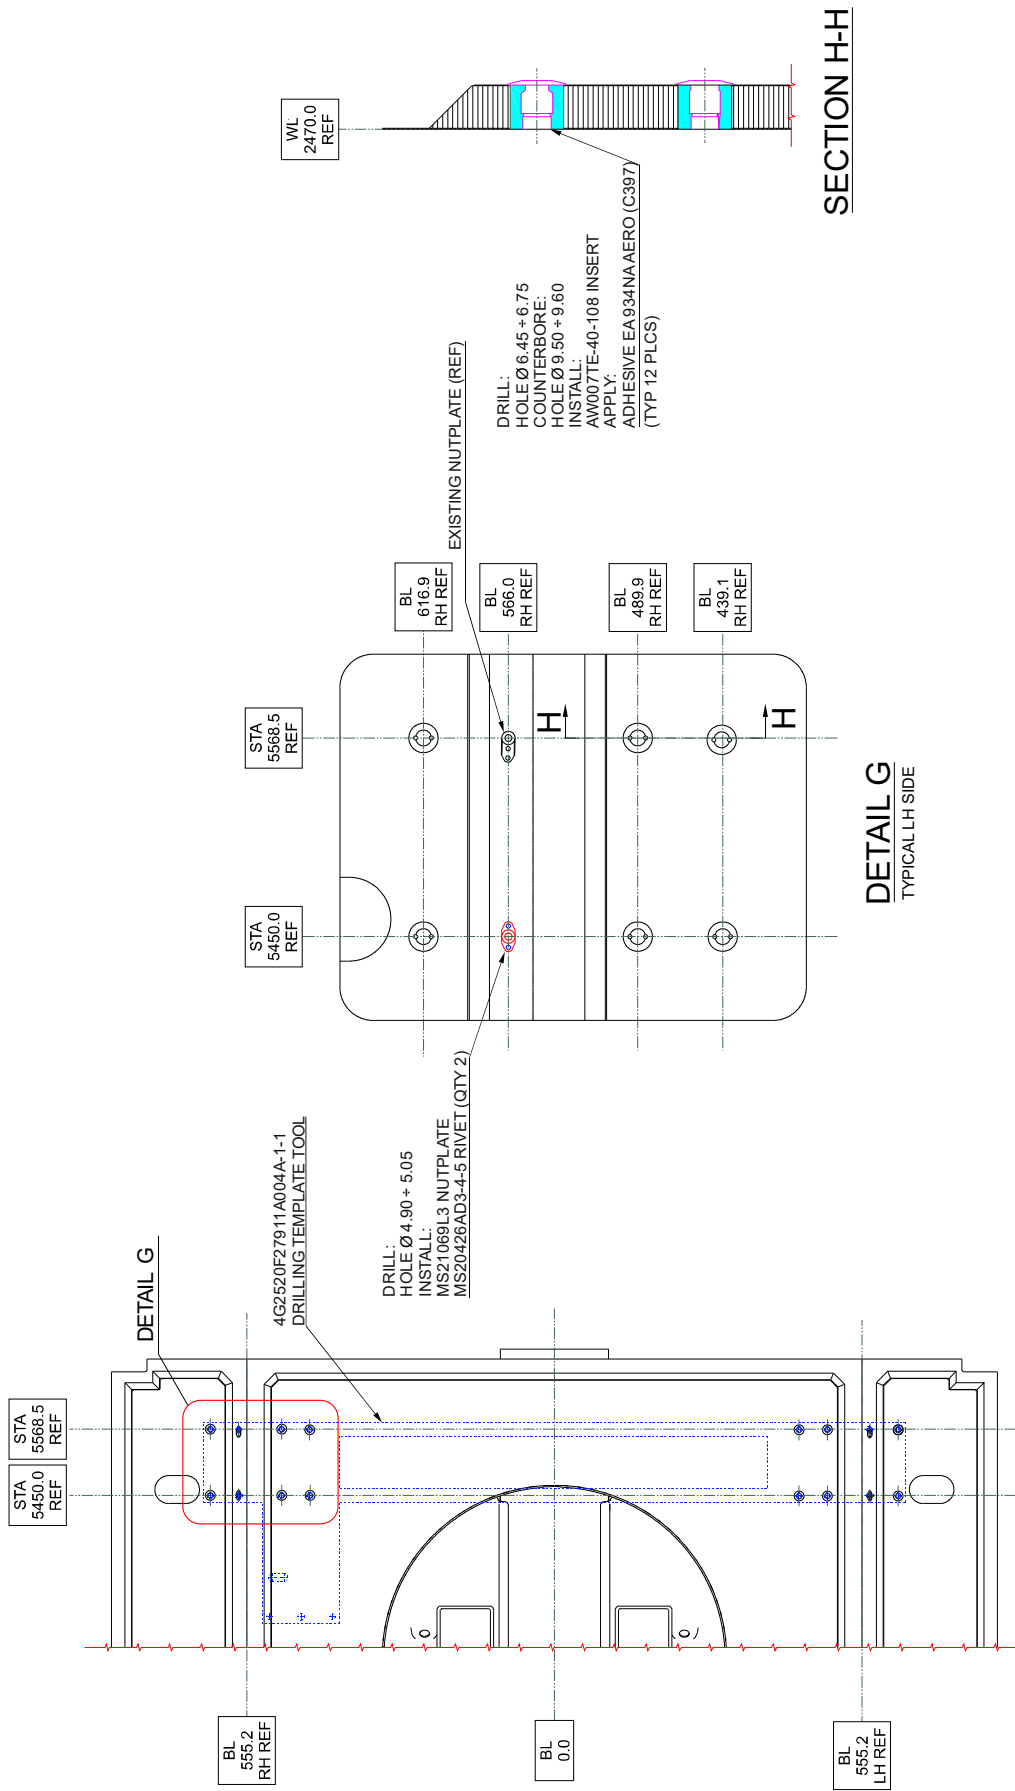 STA
5568.5
REF
STA
5450.0
REF
DETAIL G
4G2520F27911A004A-1-1
DRILLING TEMPLATE TOOL
BL
555.2
RH REF
BL
0.0
BL
555.2
LH REF
DRILL:
HOLE Ø 4.90 ÷ 5.05
INSTALL:
MS21069L3 NUTPLATE
MS20426AD3-4-5 RIVET (QTY 2)
STA
5450.0
REF
STA
5568.5
REF
EXISTING NUTPLATE (REF)
BL
616.9
RH REF
BL
566.0
RH REF
BL
489.9
RH REF
BL
439.1
RH REF
H
H
DETAIL G
TYPICAL LH SIDE
WL
2470.0
REF
DRILL:
HOLE Ø 6.45 ÷ 6.75
COUNTERBORE:
HOLE Ø 9.50 ÷ 9.60
INSTALL:
AW007TE-40-108 INSERT
APPLY:
ADHESIVE EA934NA AERO (C397)
(TYP 12 PLCS)
SECTION H-H